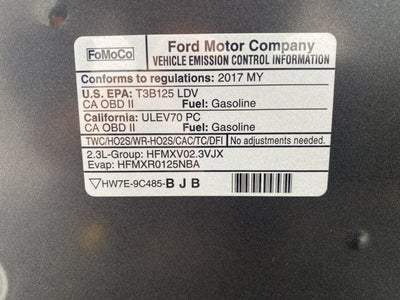 FoMoCo
Ford Motor Company
VEHICLE EMISSION CONTROL INFORMATION
Conforms to regulations: 2017 MY
U.S. EPA: T3B125 LDV
CA OBD II Fuel: Gasoline
California: ULEV70 PC
CA OBD II Fuel: Gasoline
TWC/HO2S/WR-HO2S/CAC/TC/DFI No adjustments needed.
2.3L-Group: HFMXV02.3VJX
Evap: HFMXR0125NBA
HW7E-9C485-B J B